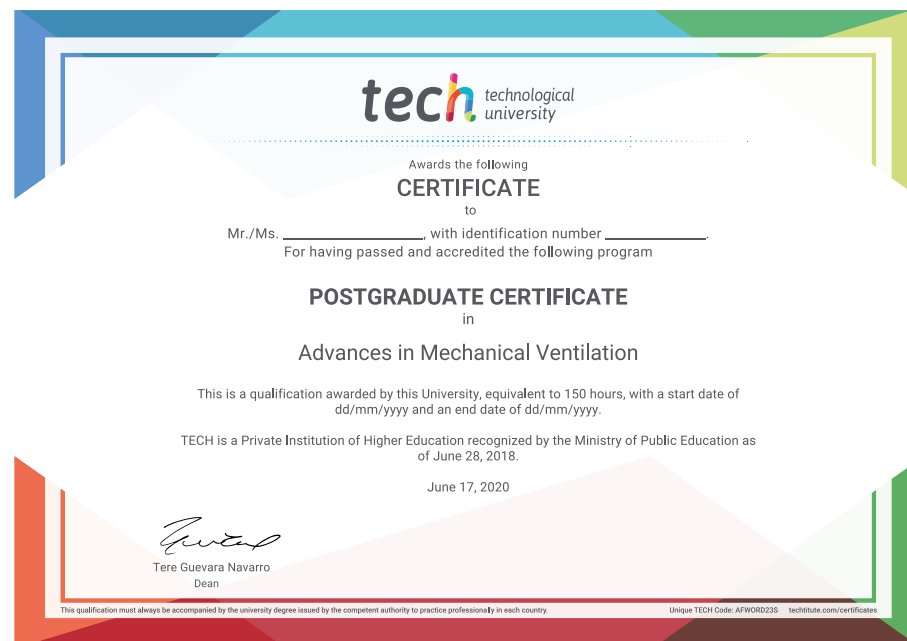 tech technological
university
Awards the following
CERTIFICATE
to
Mr./Ms. ____________________, with identification number ______________.
For having passed and accredited the following program
POSTGRADUATE CERTIFICATE
in
Advances in Mechanical Ventilation
This is a qualification awarded by this University, equivalent to 150 hours, with a start date of
dd/mm/yyyy and an end date of dd/mm/yyyy.
TECH is a Private Institution of Higher Education recognized by the Ministry of Public Education as
of June 28, 2018.
June 17, 2020
Tere Guevara Navarro
Dean
This qualification must always be accompanied by the university degree issued by the competent authority to practice professionally in each country. Unique TECH Code: AFWORD23S techtitute.com/certificates